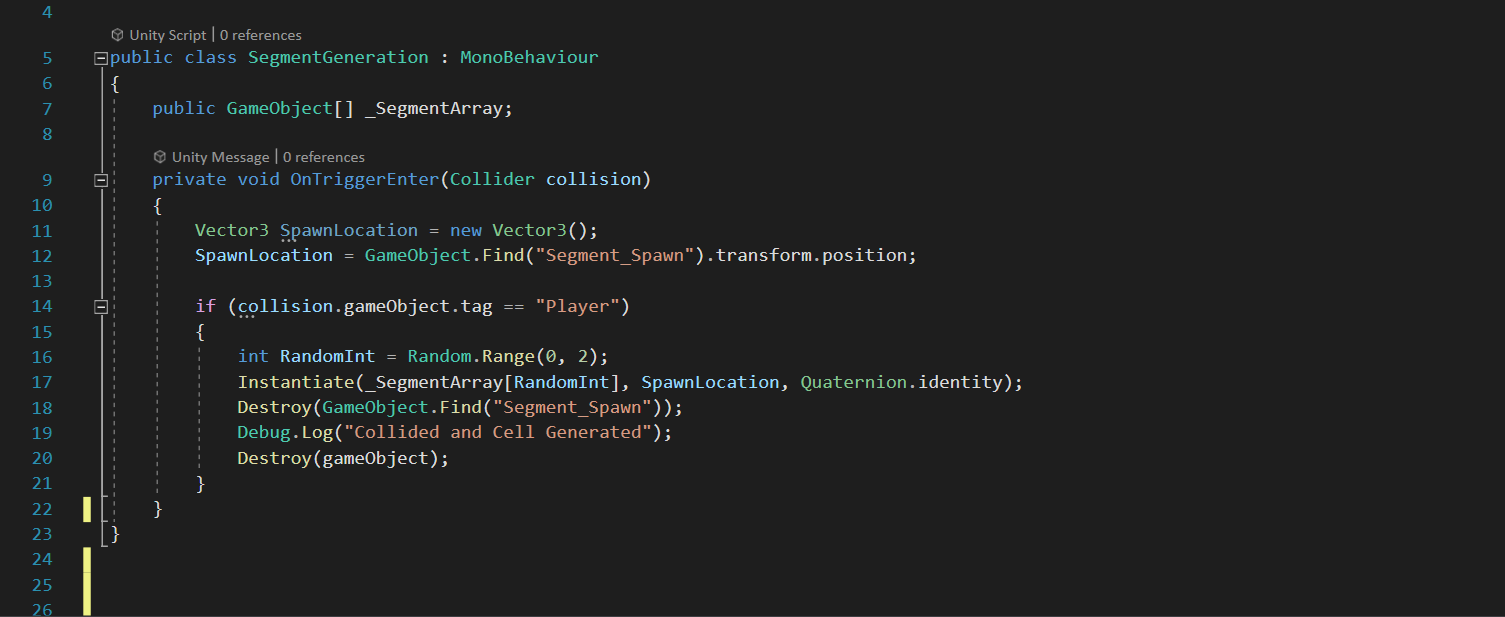 4
Unity Script | 0 references
5 public class SegmentGeneration : MonoBehaviour
6 {
7 public GameObject[] _SegmentArray;
8
Unity Message | 0 references
9 private void OnTriggerEnter(Collider collision)
10 {
11 Vector3 SpawnLocation = new Vector3();
12 SpawnLocation = GameObject.Find("Segment_Spawn").transform.position;
13
14 if (collision.gameObject.tag == "Player")
15 {
16 int RandomInt = Random.Range(0, 2);
17 Instantiate(_SegmentArray[RandomInt], SpawnLocation, Quaternion.identity);
18 Destroy(GameObject.Find("Segment_Spawn"));
19 Debug.Log("Collided and Cell Generated");
20 Destroy(gameObject);
21 }
22 }
23 }
24
25
26